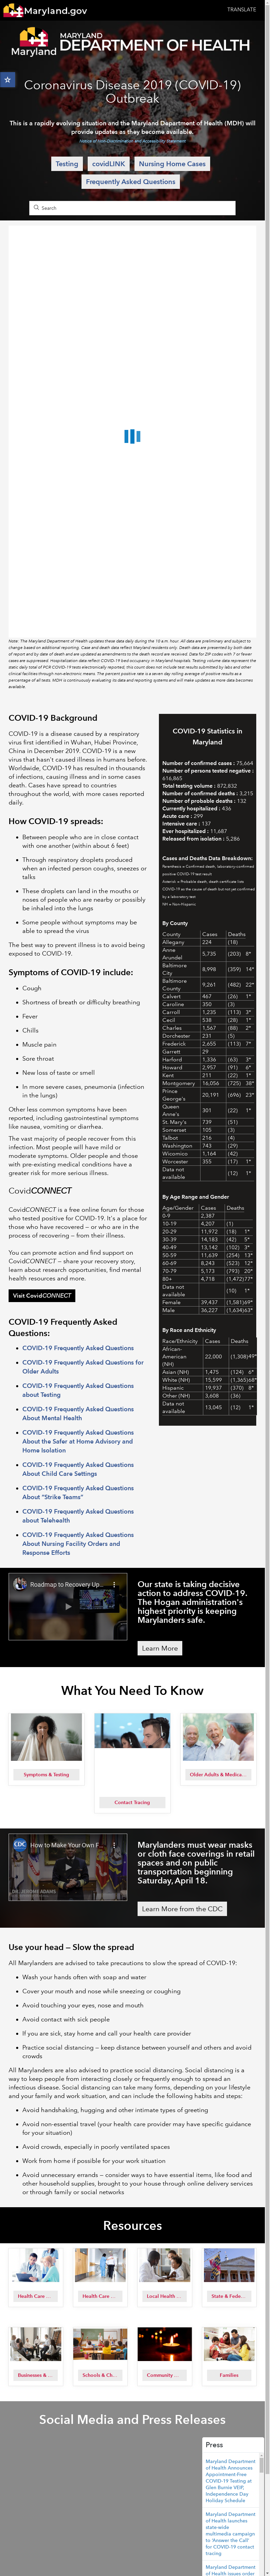 Maryland.gov
TRANSLATE
Maryland
MARYLAND
DEPARTMENT OF HEALTH
Coronavirus Disease 2019 (COVID-19)
Outbreak
This is a rapidly evolving situation and the Maryland Department of Health (MDH) will
provide updates as they become available.
Notice of Non-Discrimination and Accessibility Statement
Testing
covidLINK
Nursing Home Cases
Frequently Asked Questions
Search
Note: The Maryland Department of Health updates these data daily during the 10 a.m. hour. All data are preliminary and subject to
change based on additional reporting. Case and death data reflect Maryland residents only. Death data are presented by both date
of report and by date of death and are updated as amendments to the death record are received. Data for ZIP codes with 7 or fewer
cases are suppressed. Hospitalization data reflect COVID-19 bed occupancy in Maryland hospitals. Testing volume data represent the
static daily total of PCR COVID-19 tests electronically reported; this count does not include test results submitted by labs and other
clinical facilities through non-electronic means. The percent positive rate is a seven day rolling average of positive results as a
percentage of all tests. MDH is continuously evaluating its data and reporting systems and will make updates as more data becomes
available.
COVID-19 Background
COVID-19 is a disease caused by a respiratory
virus first identified in Wuhan, Hubei Province,
China in December 2019. COVID-19 is a new
virus that hasn't caused illness in humans before.
Worldwide, COVID-19 has resulted in thousands
of infections, causing illness and in some cases
death. Cases have spread to countries
throughout the world, with more cases reported
daily.
How COVID-19 spreads:
Between people who are in close contact
with one another (within about 6 feet)
Through respiratory droplets produced
when an infected person coughs, sneezes or
talks
These droplets can land in the mouths or
noses of people who are nearby or possibly
be inhaled into the lungs
Some people without symptoms may be
able to spread the virus
The best way to prevent illness is to avoid being
exposed to COVID-19.
Symptoms of COVID-19 include:
Cough
Shortness of breath or difficulty breathing
Fever
Chills
Muscle pain
Sore throat
New loss of taste or smell
In more severe cases, pneumonia (infection
in the lungs)
Other less common symptoms have been
reported, including gastrointestinal symptoms
like nausea, vomiting or diarrhea.
The vast majority of people recover from this
infection. Most people will have mild or
moderate symptoms. Older people and those
with pre-existing medical conditions have a
greater risk for more serious illness.
CovidCONNECT
CovidCONNECT is a free online forum for those
who tested positive for COVID-19. It's a place for
those who are recovered — or are now in
recovery — to come together to share their story.
You can pre-register now and find support on
CovidCONNECT – share your recovery story,
learn about research opportunities, find mental
health resources and more.
Visit CovidCONNECT
COVID-19 Frequently Asked
Questions:
COVID-19 Frequently Asked Questions
COVID-19 Frequently Asked Questions for
Older Adults
COVID-19 Frequently Asked Questions
about Testing
COVID-19 Frequently Asked Questions
About Mental Health
COVID-19 Frequently Asked Questions
About the Safer at Home Advisory and
Home Isolation
COVID-19 Frequently Asked Questions
About Child Care Settings
COVID-19 Frequently Asked Questions
About "Strike Teams"
COVID-19 Frequently Asked Questions
about Telehealth
COVID-19 Frequently Asked Questions
About Nursing Facility Orders and
Response Efforts
COVID-19 Statistics in
Maryland
Number of confirmed cases : 75,664
Number of persons tested negative :
616,865
Total testing volume : 872,832
Number of confirmed deaths : 3,215
Number of probable deaths : 132
Currently hospitalized : 436
Acute care : 299
Intensive care : 137
Ever hospitalized : 11,687
Released from isolation : 5,286
Cases and Deaths Data Breakdown:
Parenthesis = Confirmed death, laboratory-confirmed
positive COVID-19 test result
Asterisk = Probable death, death certificate lists
COVID-19 as the cause of death but not yet confirmed
by a laboratory test
NH = Non-Hispanic
By County
County Cases Deaths
Allegany 224 (18)
Anne Arundel 5,735 (203) 8*
Baltimore City 8,998 (359) 14*
Baltimore County 9,261 (482) 22*
Calvert 467 (26) 1*
Caroline 350 (3)
Carroll 1,235 (113) 3*
Cecil 538 (28) 1*
Charles 1,567 (88) 2*
Dorchester 231 (5)
Frederick 2,655 (113) 7*
Garrett 29
Harford 1,336 (63) 3*
Howard 2,957 (91) 6*
Kent 211 (22) 1*
Montgomery 16,056 (725) 38*
Prince George's 20,191 (696) 23*
Queen Anne's 301 (22) 1*
St. Mary's 739 (51)
Somerset 105 (3)
Talbot 216 (4)
Washington 743 (29)
Wicomico 1,164 (42)
Worcester 355 (17) 1*
Data not available (12) 1*
By Age Range and Gender
Age/Gender Cases Deaths
0-9 2,387
10-19 4,207 (1)
20-29 11,972 (18) 1*
30-39 14,183 (42) 5*
40-49 13,142 (102) 3*
50-59 11,639 (254) 13*
60-69 8,243 (523) 12*
70-79 5,173 (793) 20*
80+ 4,718 (1,472)77*
Data not available (10) 1*
Female 39,437 (1,581)69*
Male 36,227 (1,634)63*
By Race and Ethnicity
Race/Ethnicity Cases Deaths
African-American (NH) 22,000 (1,308)49*
Asian (NH) 1,475 (124) 6*
White (NH) 15,599 (1,365)68*
Hispanic 19,937 (370) 8*
Other (NH) 3,608 (36)
Data not available 13,045 (12) 1*
Roadmap to Recovery Up...
Our state is taking decisive
action to address COVID-19.
The Hogan administration's
highest priority is keeping
Marylanders safe.
Learn More
What You Need To Know
Symptoms & Testing
Contact Tracing
Older Adults & Medica...
CDC
How to Make Your Own F...
DR. JEROME ADAMS
Marylanders must wear masks
or cloth face coverings in retail
spaces and on public
transportation beginning
Saturday, April 18.
Learn More from the CDC
Use your head – Slow the spread
All Marylanders are advised to take precautions to slow the spread of COVID-19:
Wash your hands often with soap and water
Cover your mouth and nose while sneezing or coughing
Avoid touching your eyes, nose and mouth
Avoid contact with sick people
If you are sick, stay home and call your health care provider
Practice social distancing – keep distance between yourself and others and avoid
crowds
All Marylanders are also advised to practice social distancing. Social distancing is a
way to keep people from interacting closely or frequently enough to spread an
infectious disease. Social distancing can take many forms, depending on your lifestyle
and your family and work situation, and can include the following habits and steps:
Avoid handshaking, hugging and other intimate types of greeting
Avoid non-essential travel (your health care provider may have specific guidance
for your situation)
Avoid crowds, especially in poorly ventilated spaces
Work from home if possible for your work situation
Avoid unnecessary errands – consider ways to have essential items, like food and
other household supplies, brought to your house through online delivery services
or through family or social networks
Resources
Health Care ...
Health Care ...
Local Health...
State & Fede...
Businesses & ...
Schools & Ch...
Community ...
Families
Social Media and Press Releases
Press
Maryland Department
of Health Announces
Appointment-Free
COVID-19 Testing at
Glen Burnie VEIP,
Independence Day
Holiday Schedule
Maryland Department
of Health launches
state-wide
multimedia campaign
to 'Answer the Call'
for COVID-19 contact
tracing
Maryland Department
of Health issues order